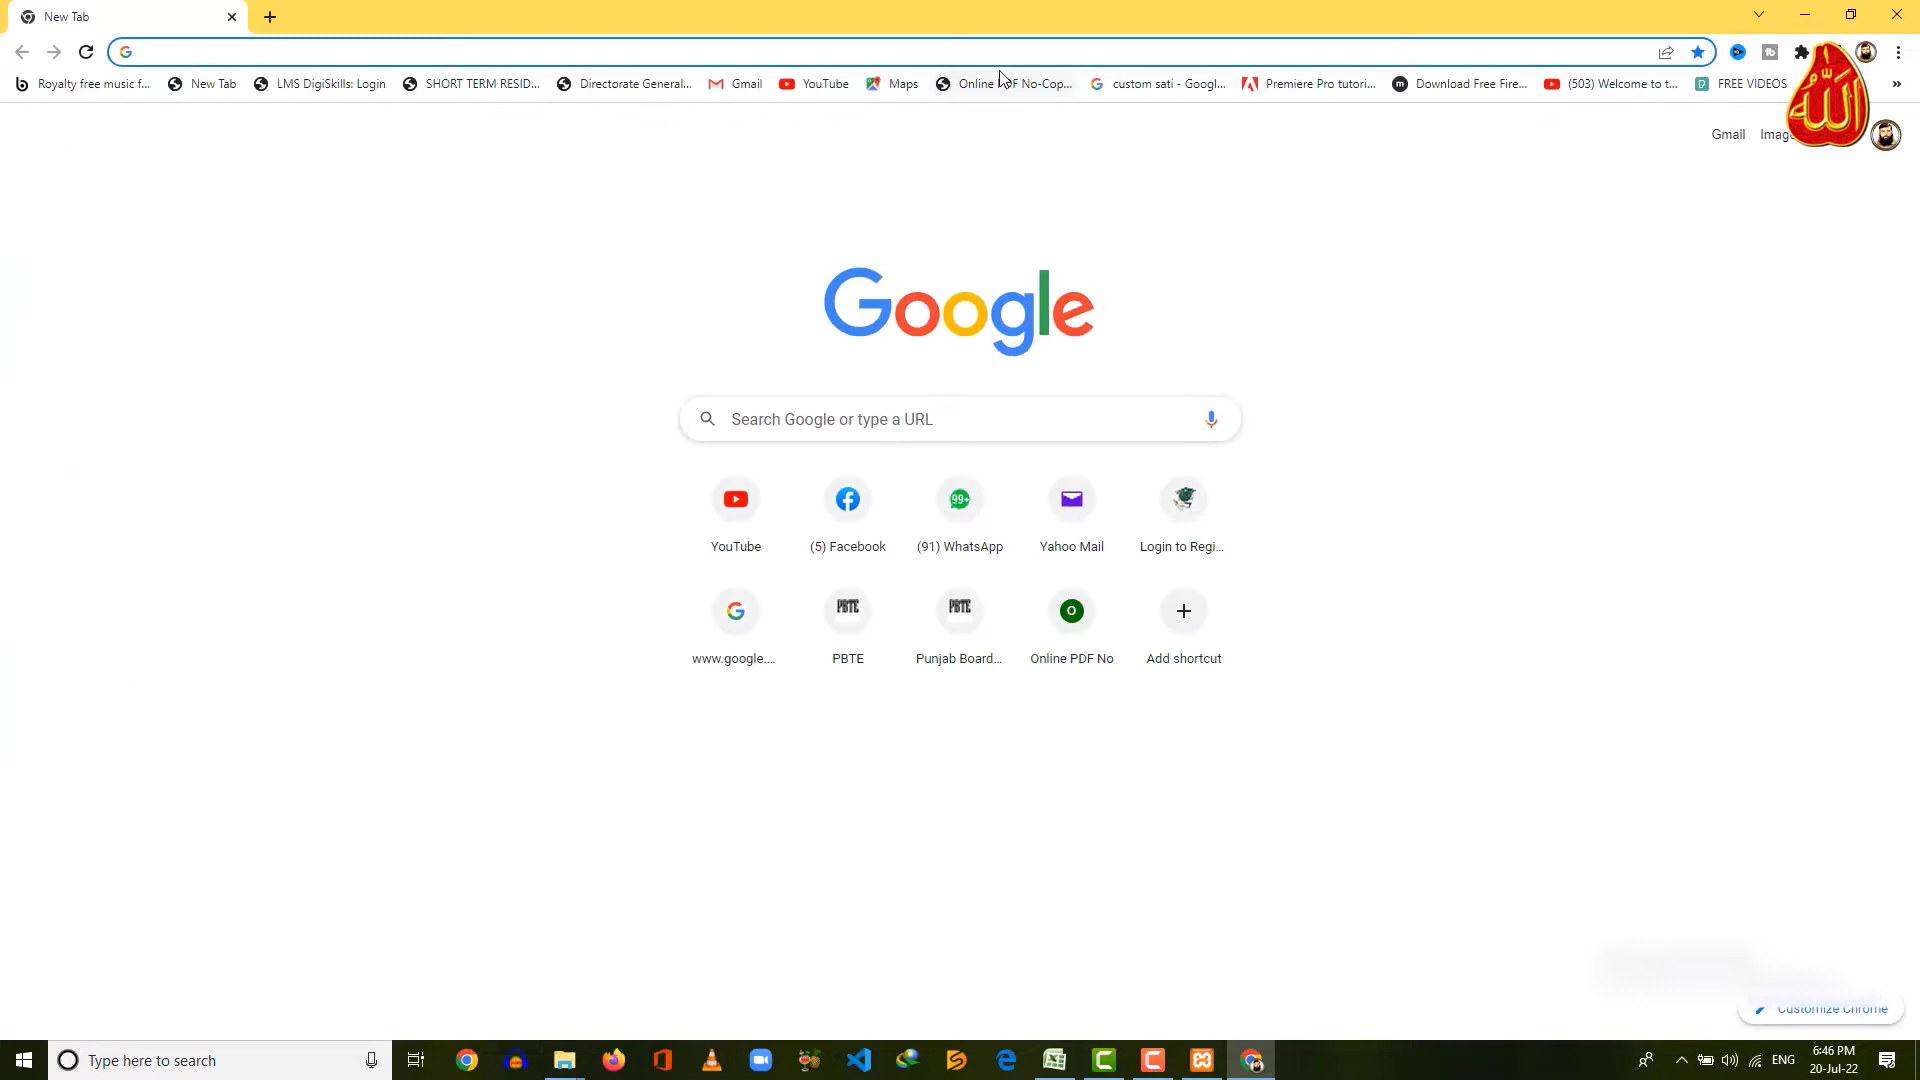 New Tab
Royalty free music f...
New Tab
LMS DigiSkills: Login
SHORT TERM RESID...
Directorate General...
Gmail
YouTube
Maps
Online PDF No-Cop...
custom sati - Googl...
Premiere Pro tutori...
Download Free Fire...
(503) Welcome to t...
FREE VIDEOS
»
الله
Gmail
Imag
Google
Search Google or type a URL
YouTube
(5) Facebook
99+
(91) WhatsApp
Yahoo Mail
Login to Regi...
www.google....
PBTE
PBTE
PBTE
Punjab Board...
O
Online PDF No
Add shortcut
Customize Chrome
Type here to search
ENG
6:46 PM
20-Jul-22